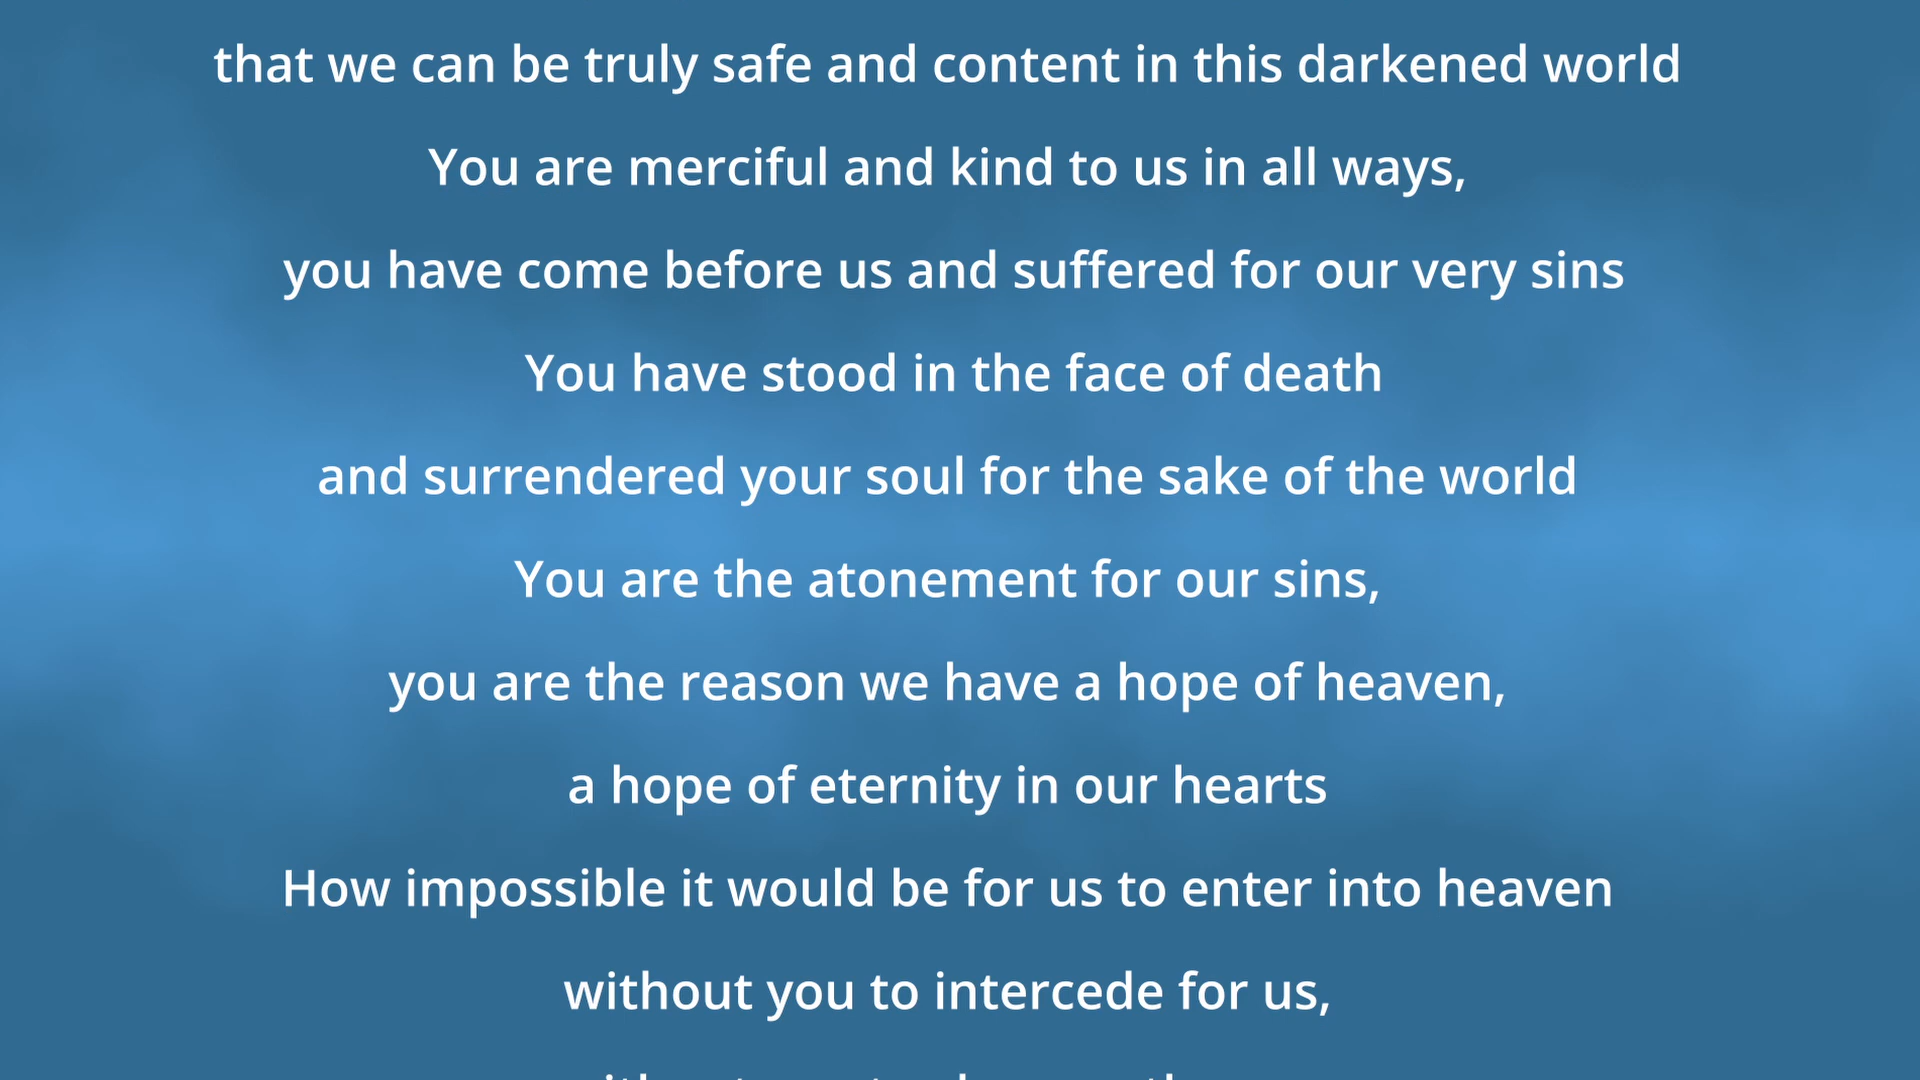 that we can be truly safe and content in this darkened world
You are merciful and kind to us in all ways,
you have come before us and suffered for our very sins
You have stood in the face of death
and surrendered your soul for the sake of the world
You are the atonement for our sins,
you are the reason we have a hope of heaven,
a hope of eternity in our hearts
How impossible it would be for us to enter into heaven
without you to intercede for us,